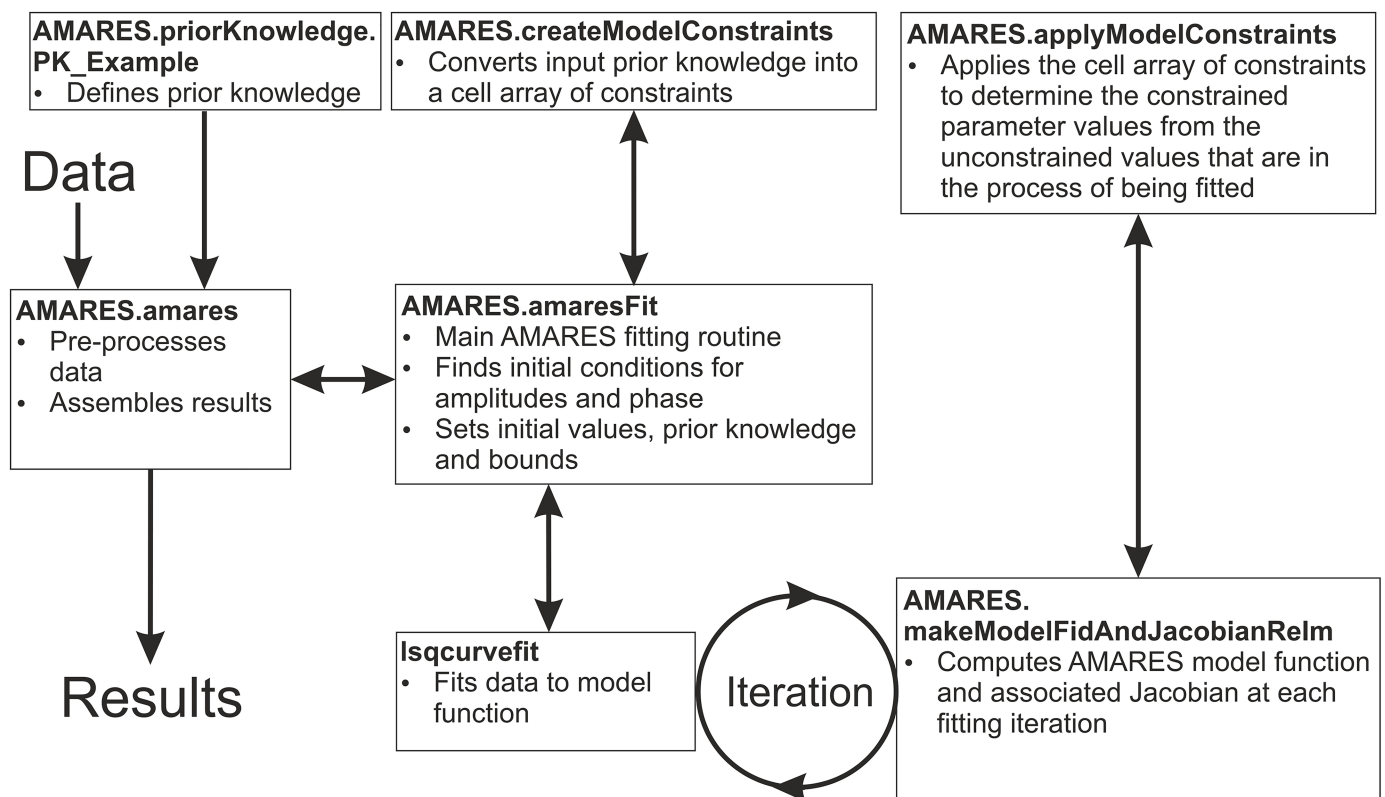 AMARES.priorKnowledge.
PK_Example
• Defines prior knowledge
AMARES.createModelConstraints
• Converts input prior knowledge into
a cell array of constraints
AMARES.applyModelConstraints
• Applies the cell array of constraints
to determine the constrained
parameter values from the
unconstrained values that are in
the process of being fitted
Data
AMARES.amares
• Pre-processes
data
• Assembles results
AMARES.amaresFit
• Main AMARES fitting routine
• Finds initial conditions for
amplitudes and phase
• Sets initial values, prior knowledge
and bounds
Results
lsqcurvefit
• Fits data to model
function
Iteration
AMARES.
makeModelFidAndJacobianReIm
• Computes AMARES model function
and associated Jacobian at each
fitting iteration